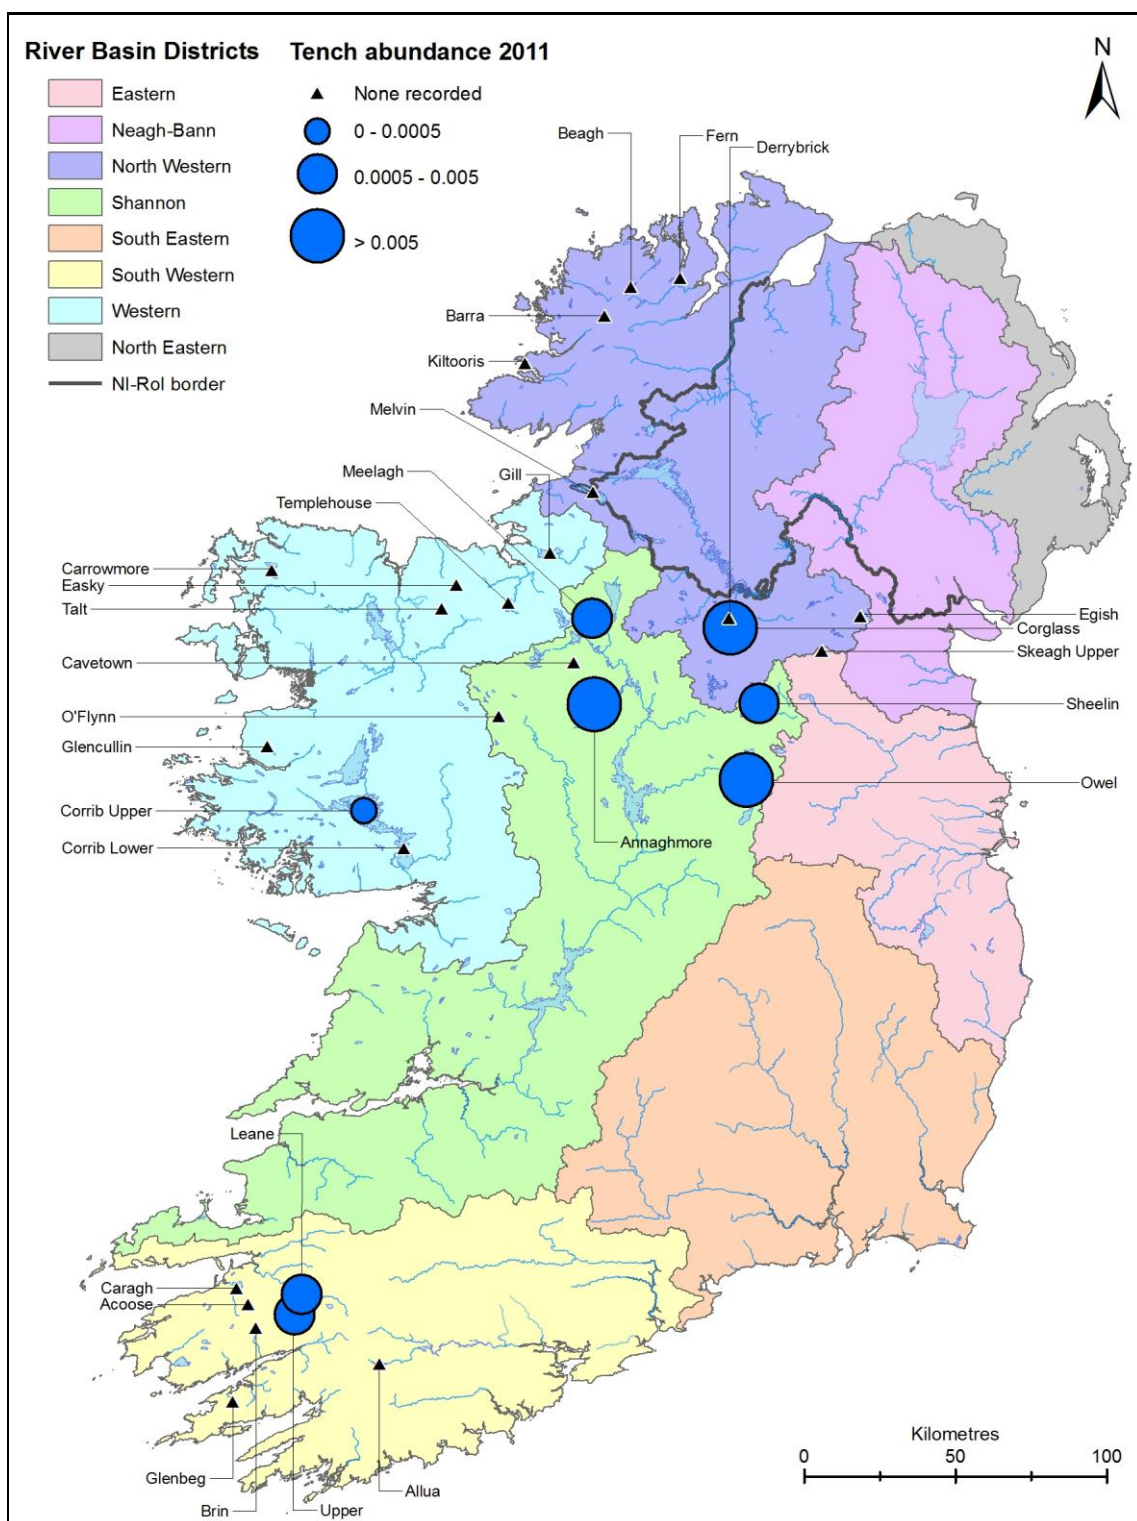 River Basin Districts
Eastern
Neagh-Bann
North Western
Shannon
South Eastern
South Western
Western
North Eastern
NI-RoI border
Tench abundance 2011
None recorded
0 - 0.0005
0.0005 - 0.005
> 0.005
N
Beagh
Fern
Derrybrick
Barra
Kiltooris
Melvin
Meelagh
Gill
Templehouse
Carrowmore
Easky
Talt
Egish
Corglass
Skeagh Upper
Cavetown
Sheelin
O'Flynn
Glencullin
Owel
Corrib Upper
Annaghmore
Corrib Lower
Leane
Caragh
Acoose
Glenbeg
Brin
Upper
Allua
Kilometres
0 50 100